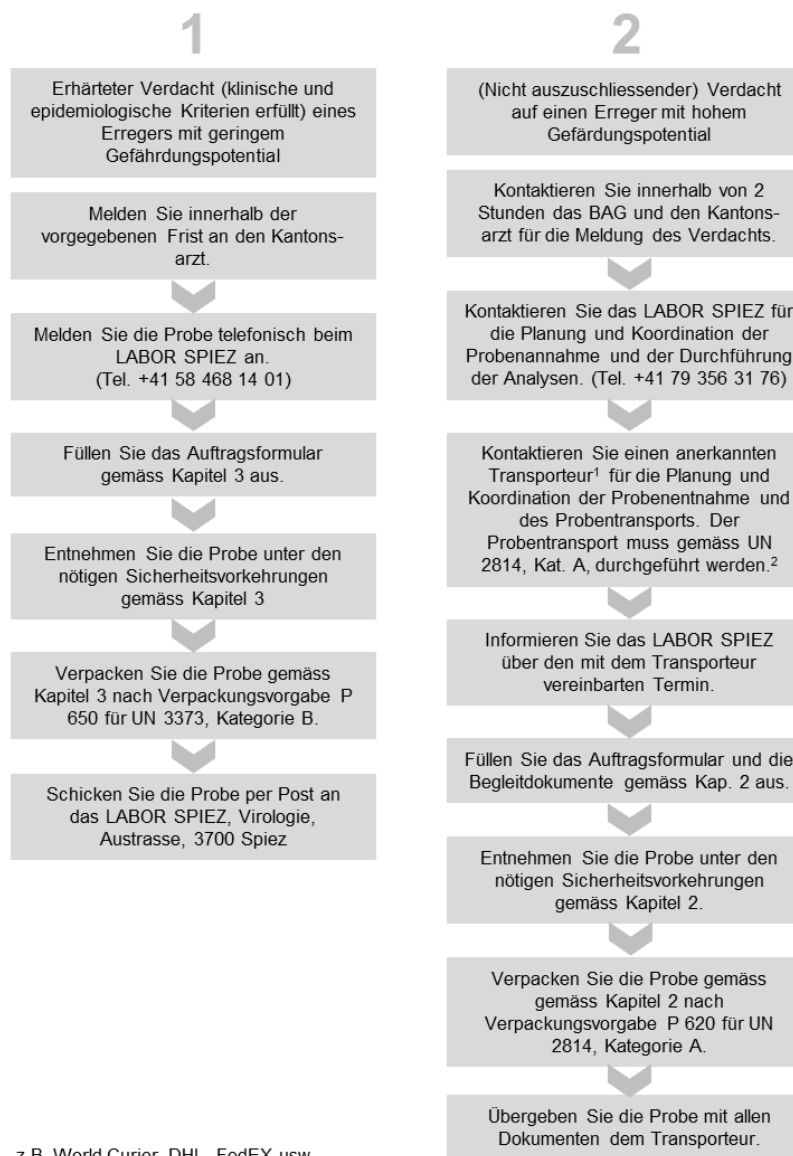 1
Erhärteter Verdacht (klinische und
epidemiologische Kriterien erfüllt) eines
Erregers mit geringem
Gefährdungspotential
Melden Sie innerhalb der
vorgegebenen Frist an den Kantons-
arzt.
Melden Sie die Probe telefonisch beim
LABOR SPIEZ an.
(Tel. +41 58 468 14 01)
Füllen Sie das Auftragsformular
gemäss Kapitel 3 aus.
Entnehmen Sie die Probe unter den
nötigen Sicherheitsvorkehrungen
gemäss Kapitel 3
Verpacken Sie die Probe gemäss
Kapitel 3 nach Verpackungsvorgabe P
650 für UN 3373, Kategorie B.
Schicken Sie die Probe per Post an
das LABOR SPIEZ, Virologie,
Austrasse, 3700 Spiez
2
(Nicht auszuschliessender) Verdacht
auf einen Erreger mit hohem
Gefärdungspotential
Kontaktieren Sie innerhalb von 2
Stunden das BAG und den Kantons-
arzt für die Meldung des Verdachts.
Kontaktieren Sie das LABOR SPIEZ für
die Planung und Koordination der
Probenannahme und der Durchführung
der Analysen. (Tel. +41 79 356 31 76)
Kontaktieren Sie einen anerkannten
Transporteur¹ für die Planung und
Koordination der Probenentnahme und
des Probentransports. Der
Probentransport muss gemäss UN
2814, Kat. A, durchgeführt werden.²
Informieren Sie das LABOR SPIEZ
über den mit dem Transporteur
vereinbarten Termin.
Füllen Sie das Auftragsformular und die
Begleitdokumente gemäss Kap. 2 aus.
Entnehmen Sie die Probe unter den
nötigen Sicherheitsvorkehrungen
gemäss Kapitel 2.
Verpacken Sie die Probe gemäss
gemäss Kapitel 2 nach
Verpackungsvorgabe P 620 für UN
2814, Kategorie A.
Übergeben Sie die Probe mit allen
Dokumenten dem Transporteur.
z.B. World Curier, DHL, FedEX usw.